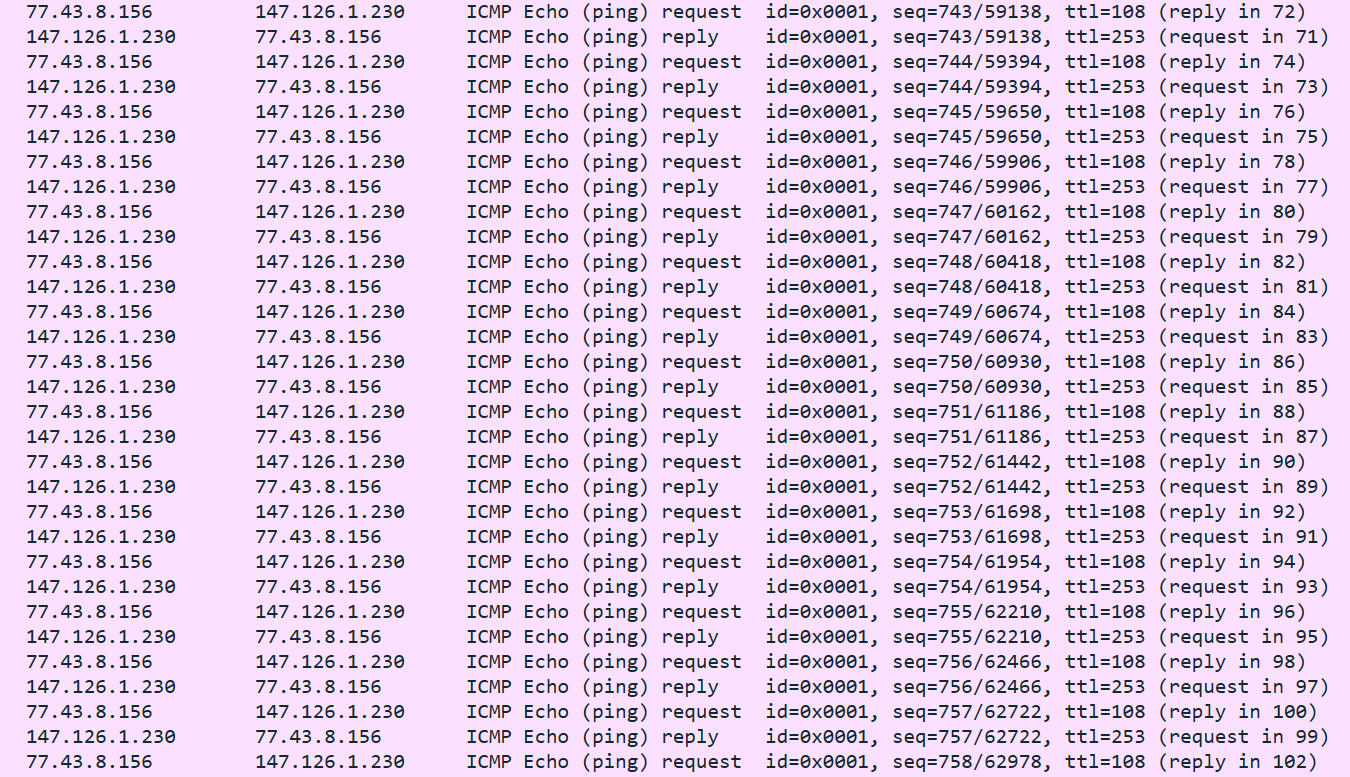 77.43.8.156 147.126.1.230 ICMP Echo (ping) request id=0x0001, seq=743/59138, ttl=108 (reply in 72)
147.126.1.230 77.43.8.156 ICMP Echo (ping) reply id=0x0001, seq=743/59138, ttl=253 (request in 71)
77.43.8.156 147.126.1.230 ICMP Echo (ping) request id=0x0001, seq=744/59394, ttl=108 (reply in 74)
147.126.1.230 77.43.8.156 ICMP Echo (ping) reply id=0x0001, seq=744/59394, ttl=253 (request in 73)
77.43.8.156 147.126.1.230 ICMP Echo (ping) request id=0x0001, seq=745/59650, ttl=108 (reply in 76)
147.126.1.230 77.43.8.156 ICMP Echo (ping) reply id=0x0001, seq=745/59650, ttl=253 (request in 75)
77.43.8.156 147.126.1.230 ICMP Echo (ping) request id=0x0001, seq=746/59906, ttl=108 (reply in 78)
147.126.1.230 77.43.8.156 ICMP Echo (ping) reply id=0x0001, seq=746/59906, ttl=253 (request in 77)
77.43.8.156 147.126.1.230 ICMP Echo (ping) request id=0x0001, seq=747/60162, ttl=108 (reply in 80)
147.126.1.230 77.43.8.156 ICMP Echo (ping) reply id=0x0001, seq=747/60162, ttl=253 (request in 79)
77.43.8.156 147.126.1.230 ICMP Echo (ping) request id=0x0001, seq=748/60418, ttl=108 (reply in 82)
147.126.1.230 77.43.8.156 ICMP Echo (ping) reply id=0x0001, seq=748/60418, ttl=253 (request in 81)
77.43.8.156 147.126.1.230 ICMP Echo (ping) request id=0x0001, seq=749/60674, ttl=108 (reply in 84)
147.126.1.230 77.43.8.156 ICMP Echo (ping) reply id=0x0001, seq=749/60674, ttl=253 (request in 83)
77.43.8.156 147.126.1.230 ICMP Echo (ping) request id=0x0001, seq=750/60930, ttl=108 (reply in 86)
147.126.1.230 77.43.8.156 ICMP Echo (ping) reply id=0x0001, seq=750/60930, ttl=253 (request in 85)
77.43.8.156 147.126.1.230 ICMP Echo (ping) request id=0x0001, seq=751/61186, ttl=108 (reply in 88)
147.126.1.230 77.43.8.156 ICMP Echo (ping) reply id=0x0001, seq=751/61186, ttl=253 (request in 87)
77.43.8.156 147.126.1.230 ICMP Echo (ping) request id=0x0001, seq=752/61442, ttl=108 (reply in 90)
147.126.1.230 77.43.8.156 ICMP Echo (ping) reply id=0x0001, seq=752/61442, ttl=253 (request in 89)
77.43.8.156 147.126.1.230 ICMP Echo (ping) request id=0x0001, seq=753/61698, ttl=108 (reply in 92)
147.126.1.230 77.43.8.156 ICMP Echo (ping) reply id=0x0001, seq=753/61698, ttl=253 (request in 91)
77.43.8.156 147.126.1.230 ICMP Echo (ping) request id=0x0001, seq=754/61954, ttl=108 (reply in 94)
147.126.1.230 77.43.8.156 ICMP Echo (ping) reply id=0x0001, seq=754/61954, ttl=253 (request in 93)
77.43.8.156 147.126.1.230 ICMP Echo (ping) request id=0x0001, seq=755/62210, ttl=108 (reply in 96)
147.126.1.230 77.43.8.156 ICMP Echo (ping) reply id=0x0001, seq=755/62210, ttl=253 (request in 95)
77.43.8.156 147.126.1.230 ICMP Echo (ping) request id=0x0001, seq=756/62466, ttl=108 (reply in 98)
147.126.1.230 77.43.8.156 ICMP Echo (ping) reply id=0x0001, seq=756/62466, ttl=253 (request in 97)
77.43.8.156 147.126.1.230 ICMP Echo (ping) request id=0x0001, seq=757/62722, ttl=108 (reply in 100)
147.126.1.230 77.43.8.156 ICMP Echo (ping) reply id=0x0001, seq=757/62722, ttl=253 (request in 99)
77.43.8.156 147.126.1.230 ICMP Echo (ping) request id=0x0001, seq=758/62978, ttl=108 (reply in 102)